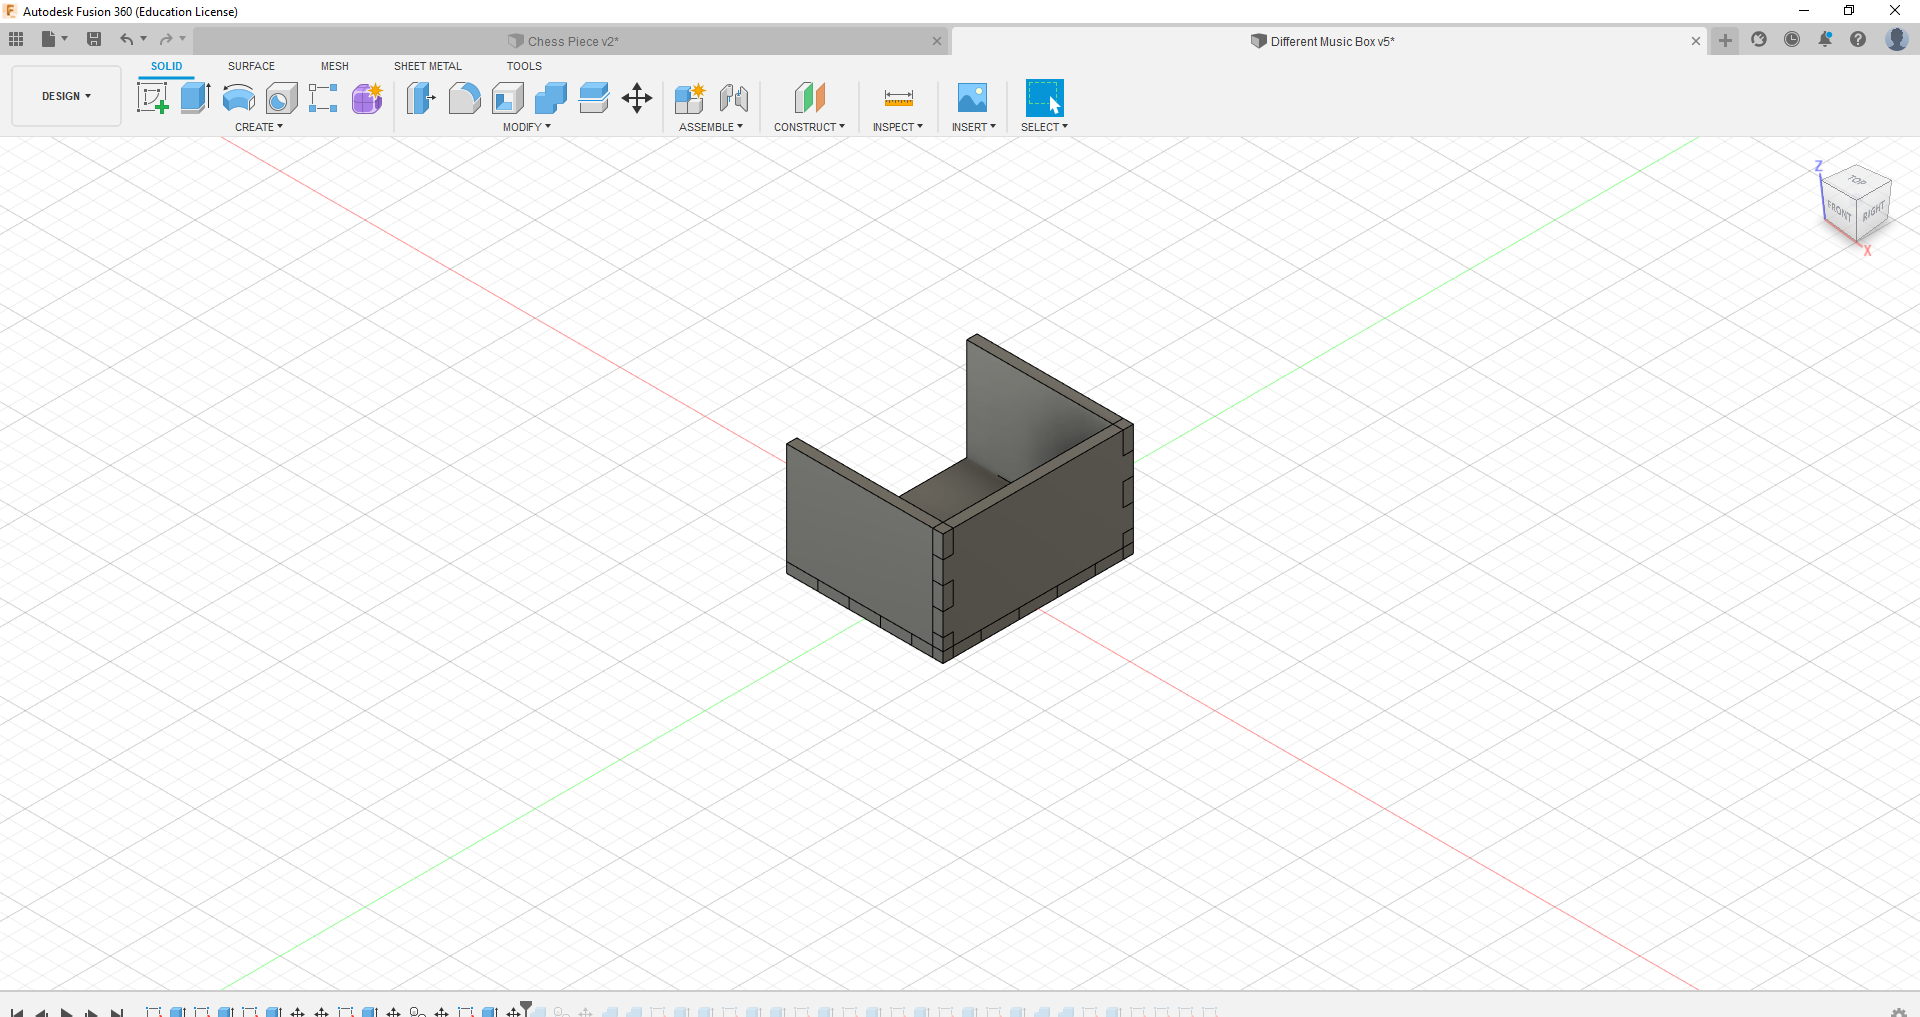 Autodesk Fusion 360 (Education License)
Chess Piece v2*
Different Music Box v5*
SOLID SURFACE MESH SHEET METAL TOOLS
DESIGN
CREATE MODIFY ASSEMBLE CONSTRUCT INSPECT INSERT SELECT
Z
TOP
FRONT RIGHT
X